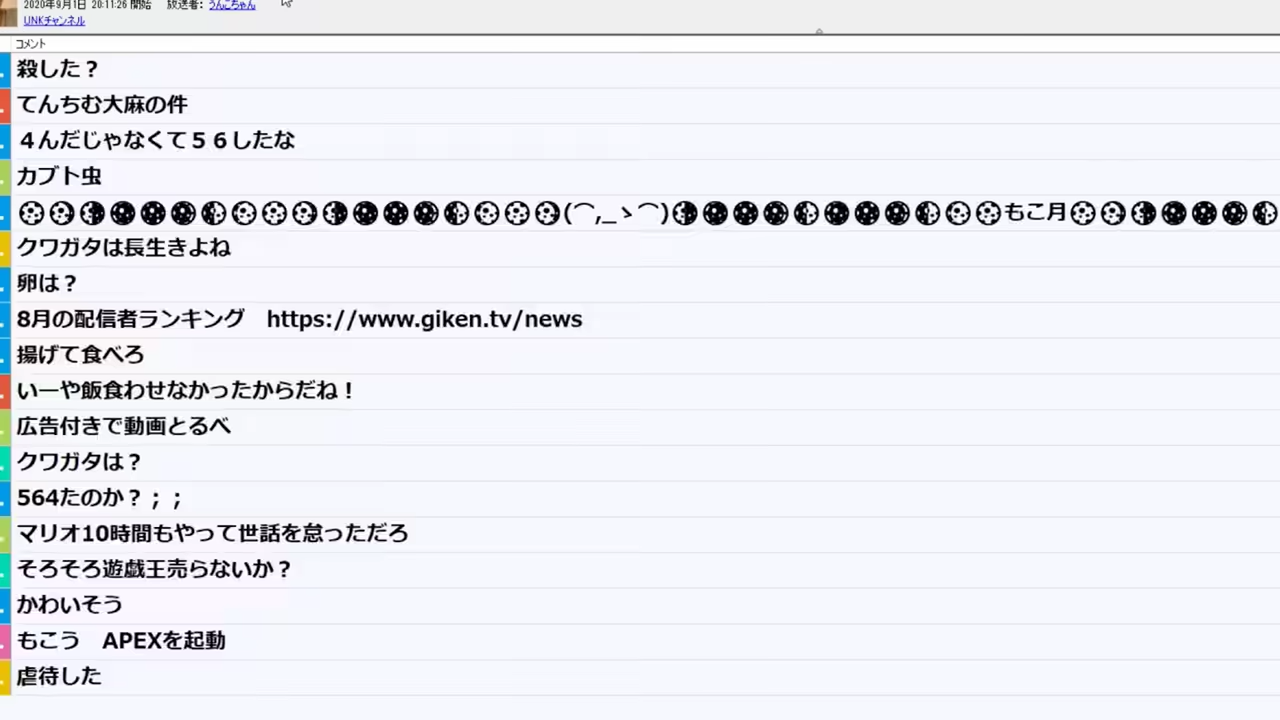 2020年9月1日 20:11:26 開始 放送者: うんこちゃん
UNKチャンネル
コメント
殺した？
てんちむ大麻の件
４んだじゃなくて５６したな
カブト虫
🌕🌕🌗🌑🌑🌑🌓🌕🌕🌕🌗🌑🌑🌑🌓🌕🌕🌕(⌒,_ゝ⌒)🌗🌑🌑🌑🌓🌑🌑🌑🌓🌕🌕もこ月🌕🌕🌗🌑🌑🌑🌓
クワガタは長生きよね
卵は？
8月の配信者ランキング　https://www.giken.tv/news
揚げて食べろ
いーや飯食わせなかったからだね！
広告付きで動画とるべ
クワガタは？
564たのか？；；
マリオ10時間もやって世話を怠っただろ
そろそろ遊戯王売らないか？
かわいそう
もこう　APEXを起動
虐待した